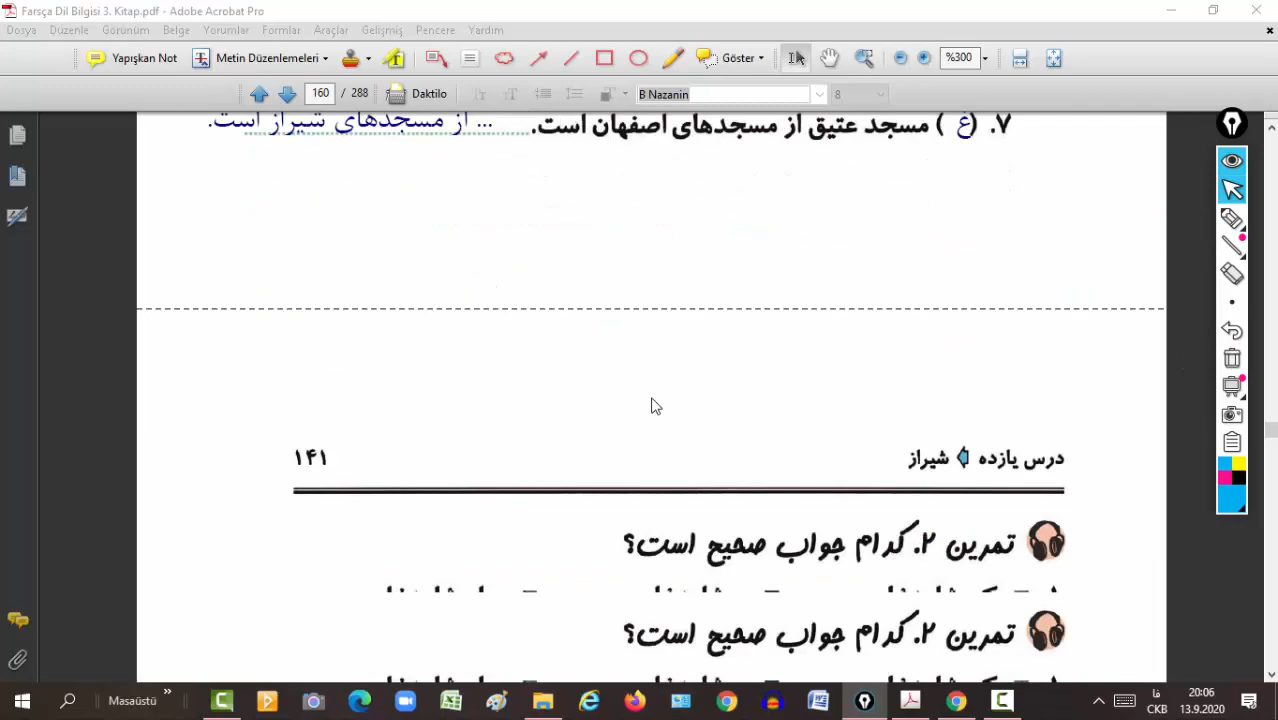 Farsça Dil Bilgisi 3. Kitap.pdf - Adobe Acrobat Pro
Dosya Düzenle Görünüm Belge Yorumlar Formlar Araçlar Gelişmiş Pencere Yardım
Yapışkan Not Metin Düzenlemeleri Göster %300
160 / 288 Daktilo B Nazanin 8
۷. (غ) مسجد عتیق از مسجدهای اصفهان است. ... از مسجدهای شیراز است.
درس یازده شیراز ۱۴۱
تمرین ۲. کدام جواب صحیح است؟
تمرین ۲. کدام جواب صحیح است؟
Masaüstü
فا
CKB
20:06
13.9.2020